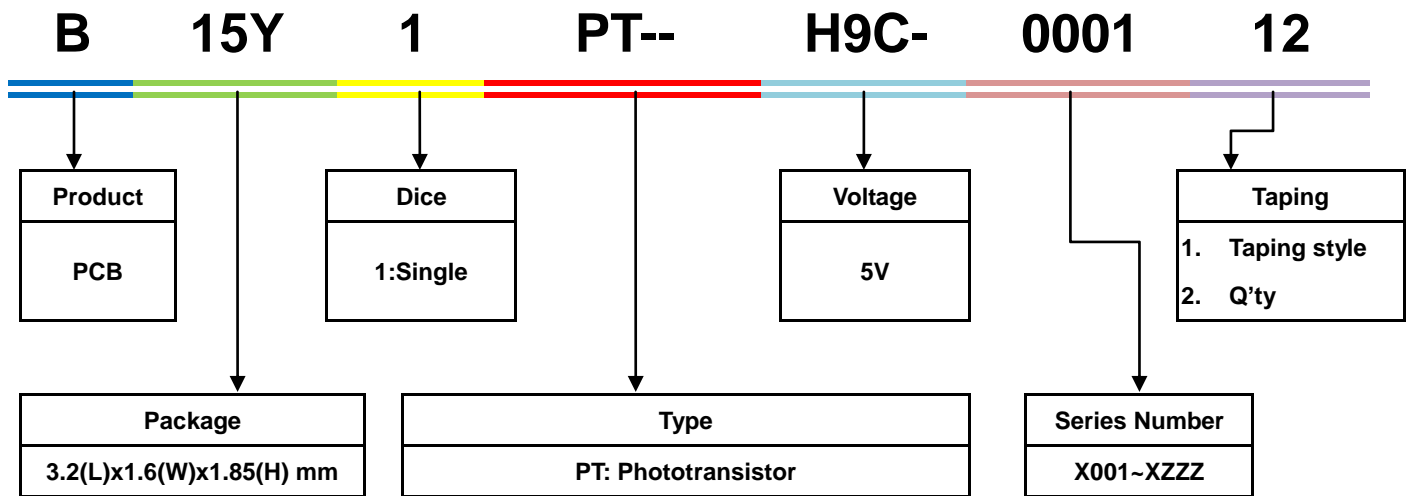 B 15Y 1 PT-- H9C- 0001 12
Product Dice Voltage Taping
PCB 1:Single 5V
1. Taping style
2. Q’ty
Package Type Series Number
3.2(L)x1.6(W)x1.85(H) mm PT: Phototransistor X001~XZZZ